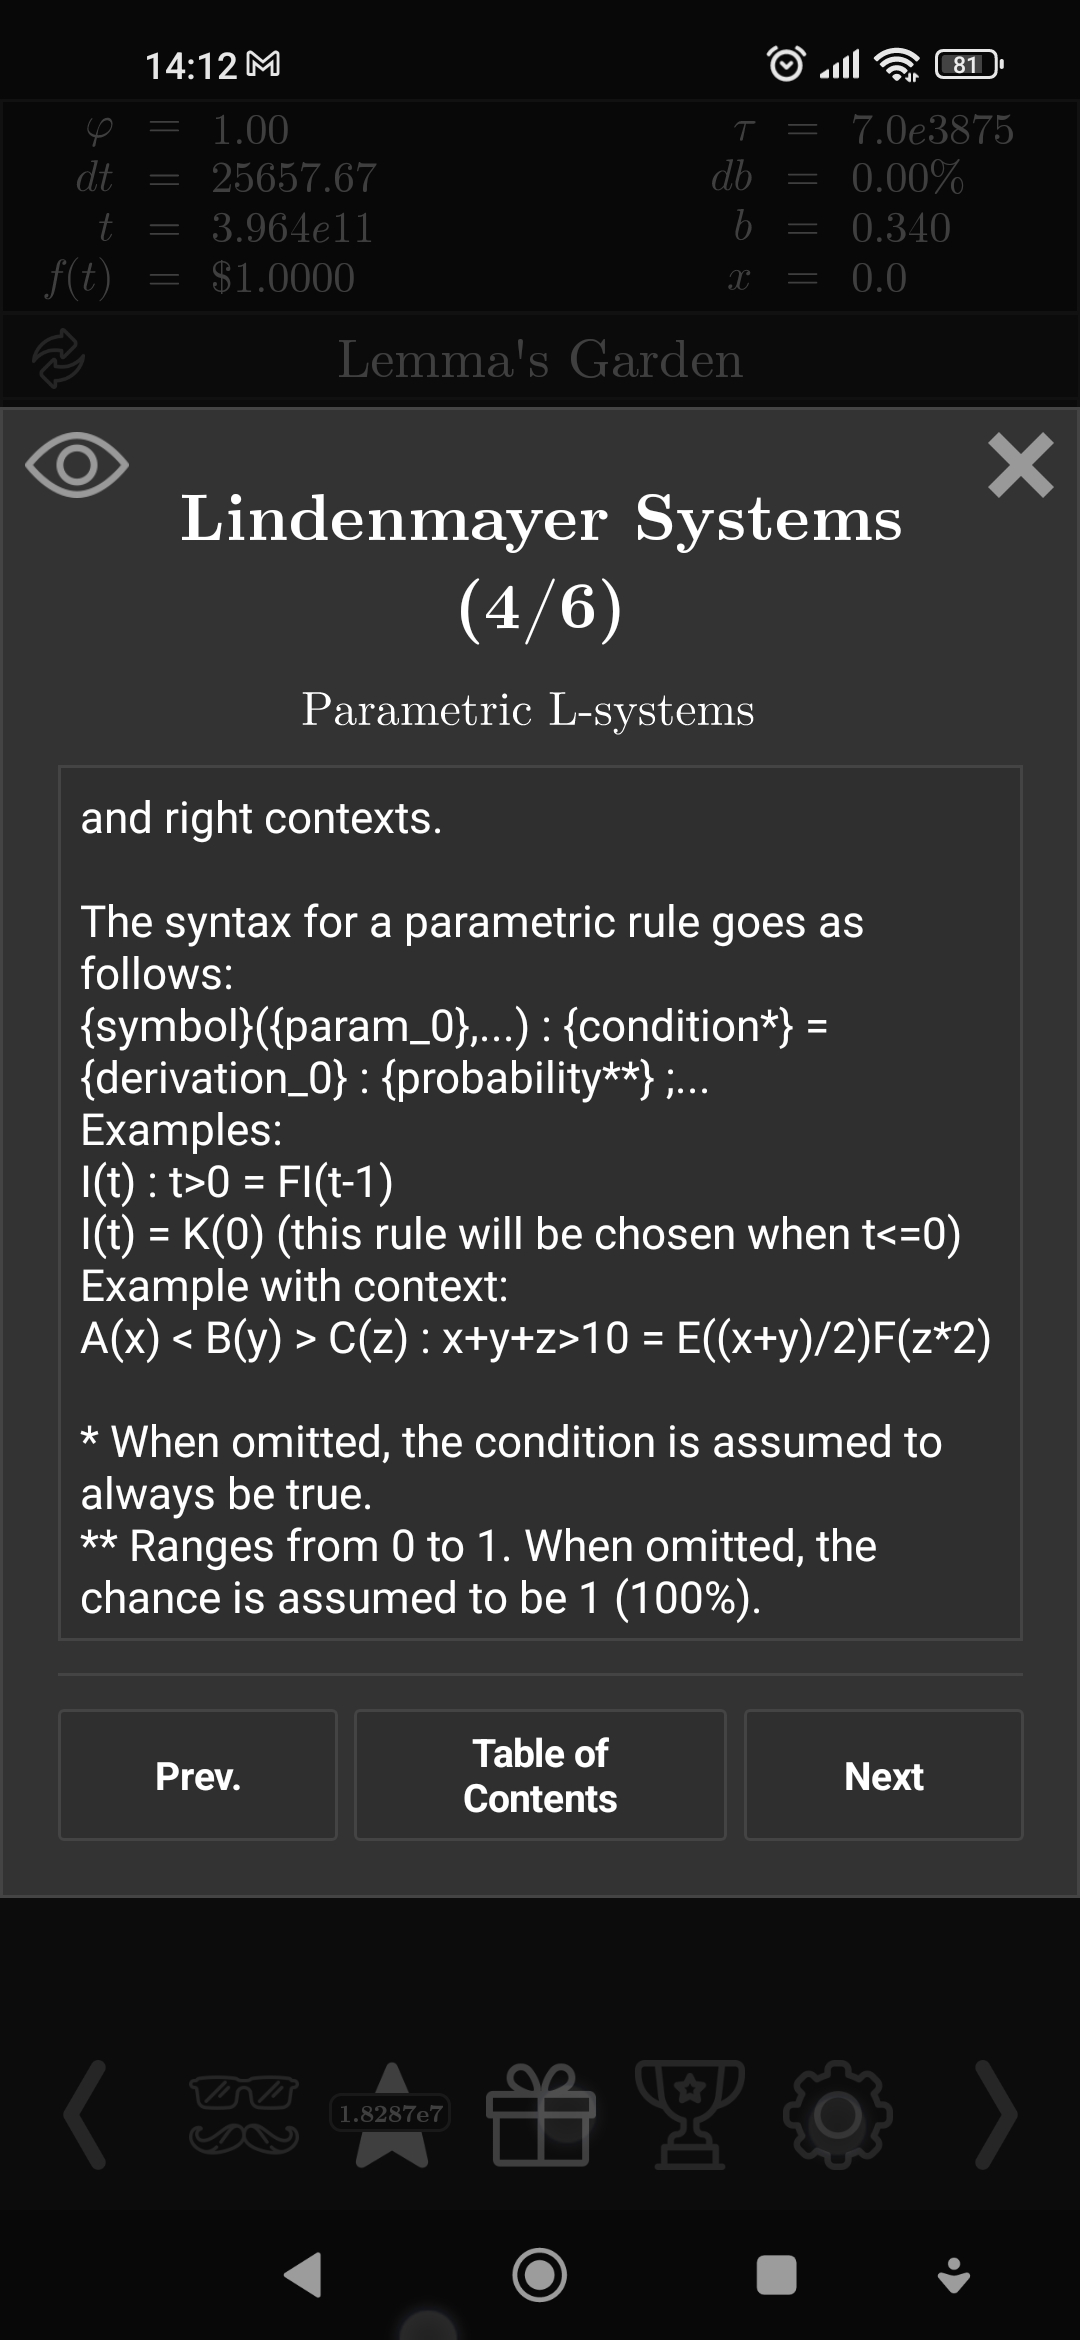 14:12
81
φ = 1.00
τ = 7.0e3875
dt = 25657.67
db = 0.00%
t = 3.964e11
b = 0.340
f(t) = $1.0000
x = 0.0
Lemma's Garden
Lindenmayer Systems
(4/6)
Parametric L-systems
and right contexts.
The syntax for a parametric rule goes as
follows:
{symbol}({param_0},...) : {condition*} =
{derivation_0} : {probability**} ;...
Examples:
I(t) : t>0 = FI(t-1)
I(t) = K(0) (this rule will be chosen when t<=0)
Example with context:
A(x) < B(y) > C(z) : x+y+z>10 = E((x+y)/2)F(z*2)
* When omitted, the condition is assumed to
always be true.
** Ranges from 0 to 1. When omitted, the
chance is assumed to be 1 (100%).
Prev.
Table of
Contents
Next
1.8287e7